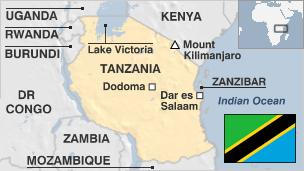 UGANDA
KENYA
RWANDA
Lake Victoria
Mount
Kilimanjaro
BURUNDI
TANZANIA
ZANZIBAR
Dodoma
Dar es
Salaam
Indian Ocean
DR
CONGO
ZAMBIA
MOZAMBIQUE